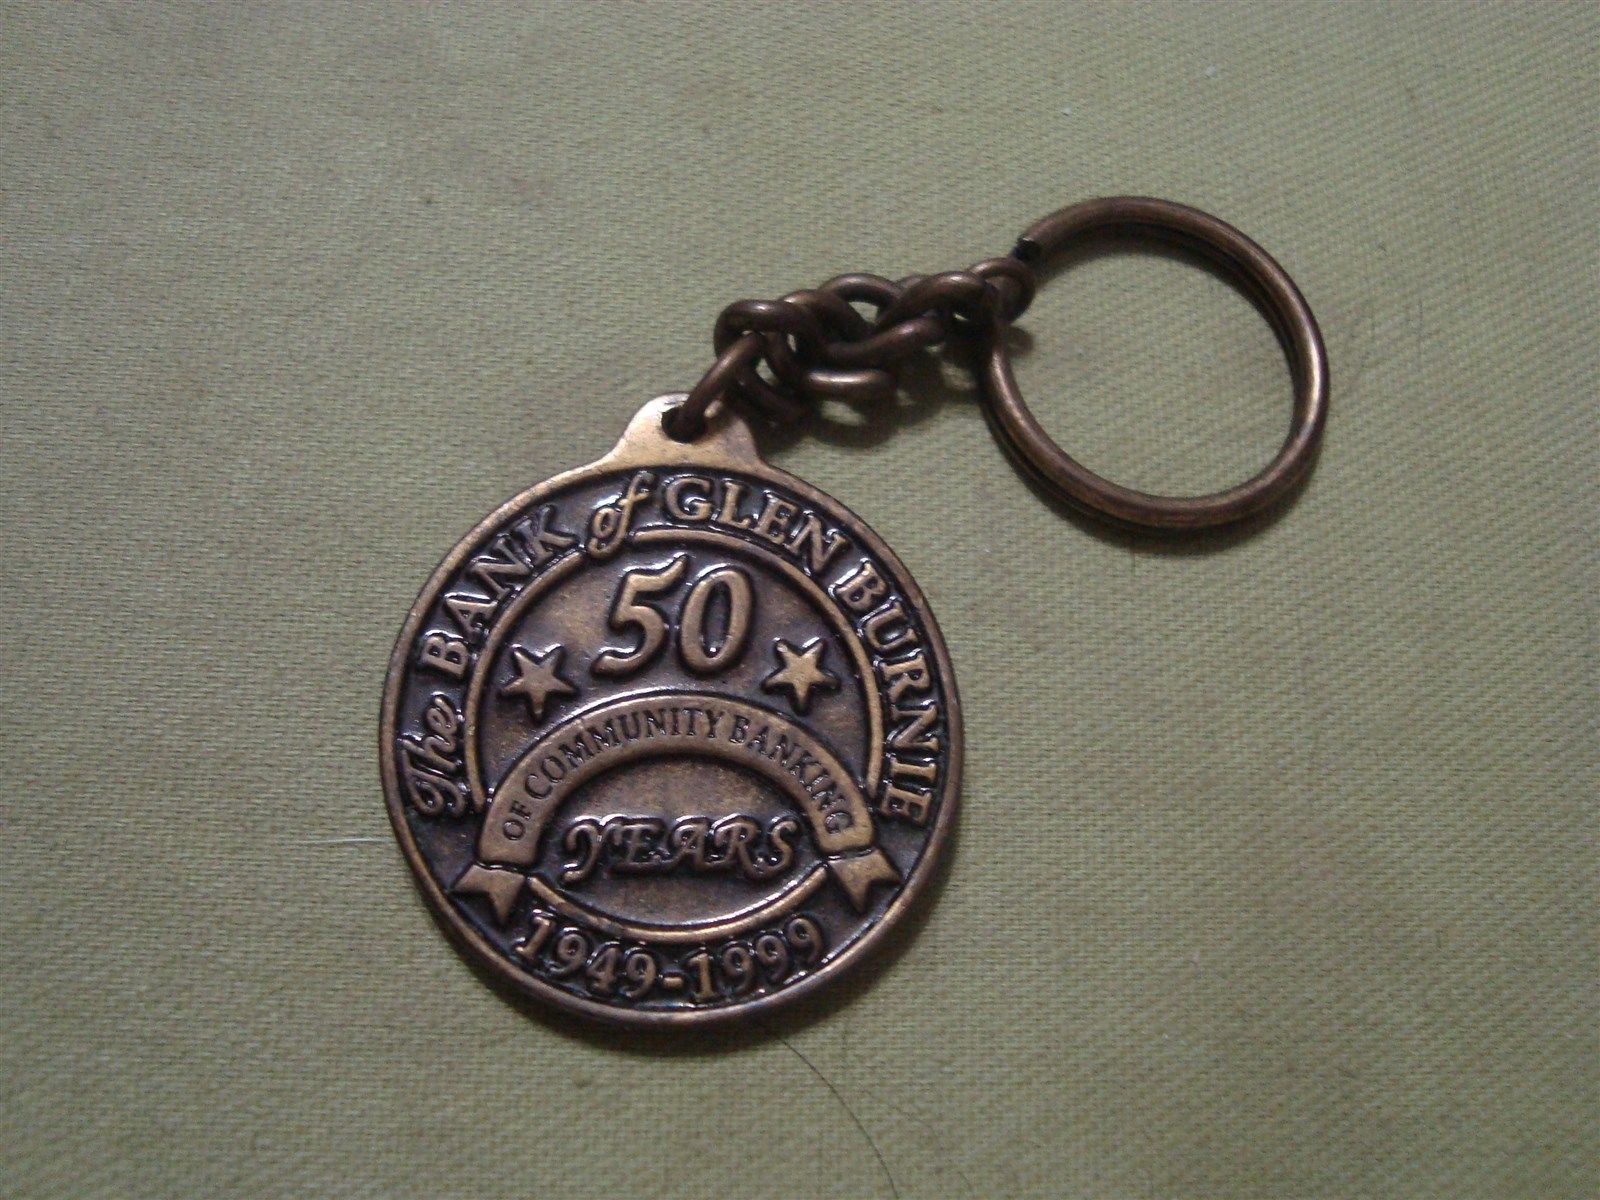 The BANK of GLEN BURNIE
50
OF COMMUNITY BANKING
YEARS
1949-1999